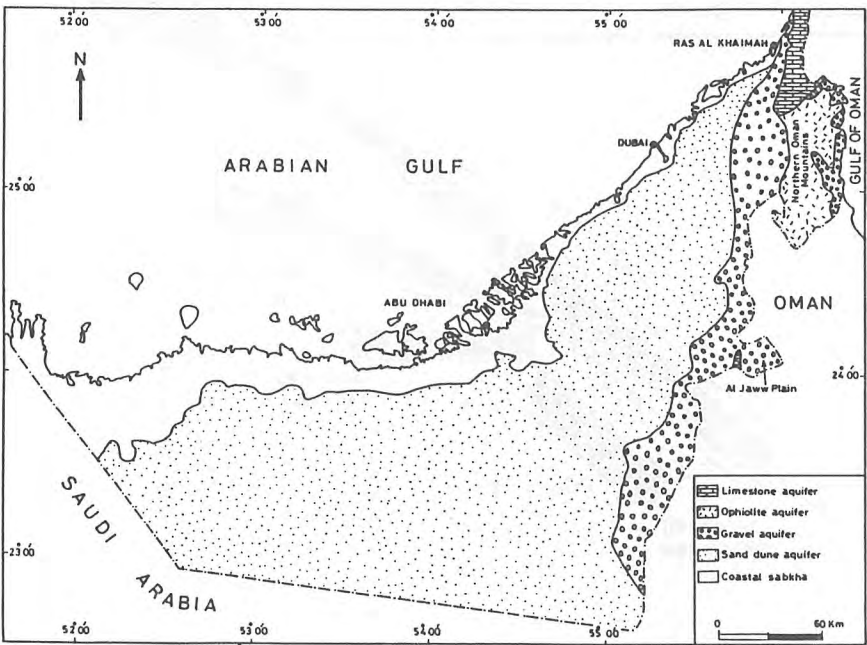 52°00'
53°00'
54°00'
55°00'
N
RAS AL KHAIMAH
GULF OF OMAN
DUBAI
Northern Oman
Mountains
ARABIAN GULF
25°00'
ABU DHABI
OMAN
24°00'
Al Jaww Plain
SAUDI
ARABIA
23°00'
Limestone aquifer
Ophiolite aquifer
Gravel aquifer
Sand dune aquifer
Coastal sabkha
0 60 Km
52°00'
53°00'
54°00'
55°00'